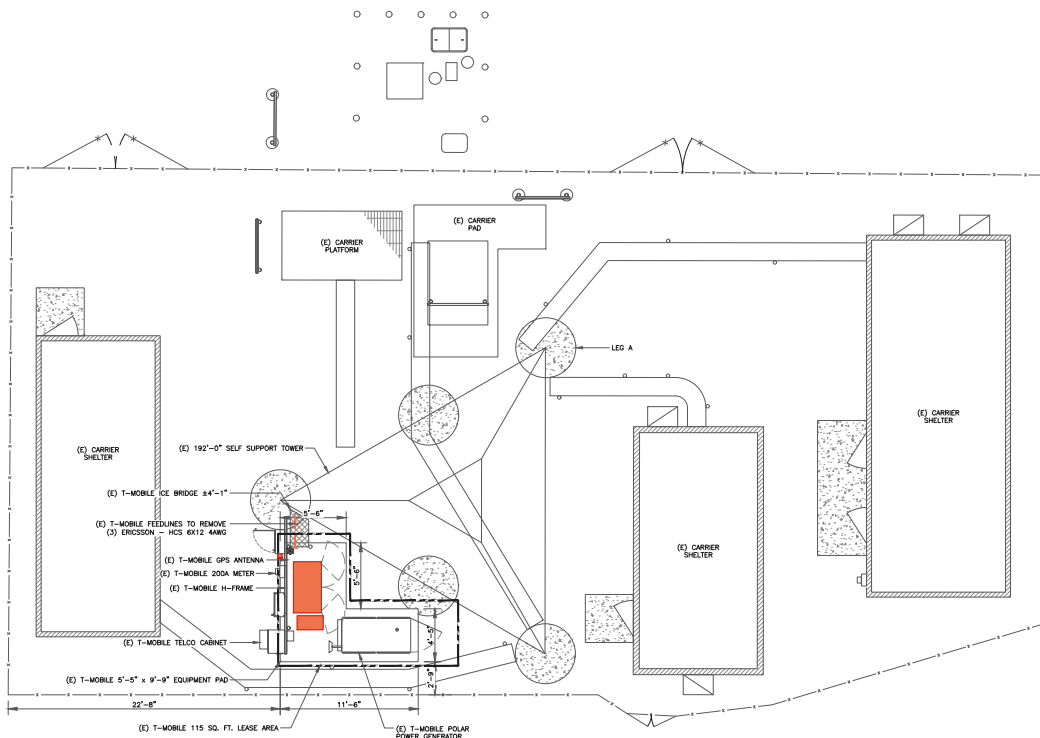 (E) CARRIER
PLATFORM
(E) CARRIER
PAD
LEG A
(E) CARRIER
SHELTER
(E) CARRIER
SHELTER
(E) 192'-0" SELF SUPPORT TOWER
(E) T-MOBILE ICE BRIDGE ±4'-1"
5'-6"
(E) T-MOBILE FEEDLINES TO REMOVE
(3) ERICSSON - HCS 6X12 4AWG
(E) CARRIER
SHELTER
(E) T-MOBILE GPS ANTENNA
(E) T-MOBILE 200A METER
5'-6"
(E) T-MOBILE H-FRAME
(E) T-MOBILE TELCO CABINET
(E) T-MOBILE 5'-5" x 9'-9" EQUIPMENT PAD
2'-9"
22'-8"
11'-6"
(E) T-MOBILE 115 SQ. FT. LEASE AREA
(E) T-MOBILE POLAR
POWER GENERATOR